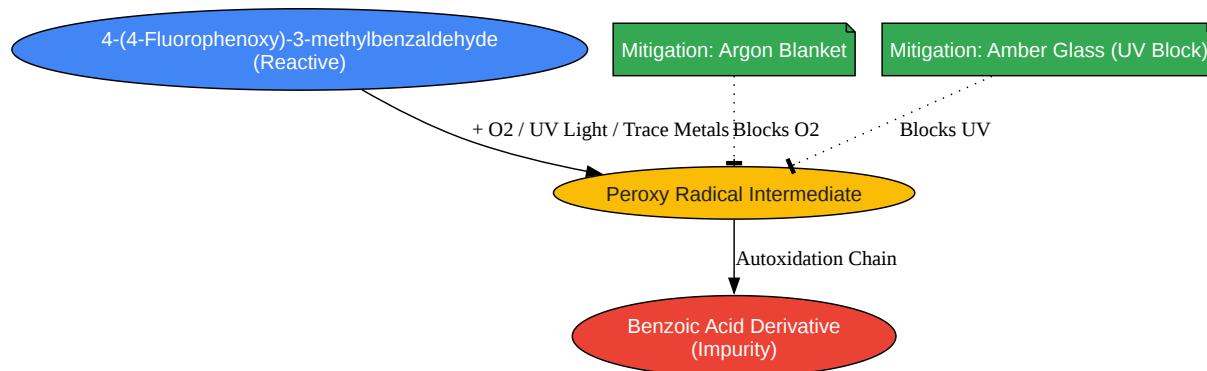 4-(4-Fluorophenoxy)-3-methylbenzaldehyde
(Reactive)
Mitigation: Argon Blanket
Mitigation: Amber Glass (UV Block)
+ O2 / UV Light / Trace Metals
Blocks O2
Blocks UV
Peroxy Radical Intermediate
Autoxidation Chain
Benzoic Acid Derivative
(Impurity)